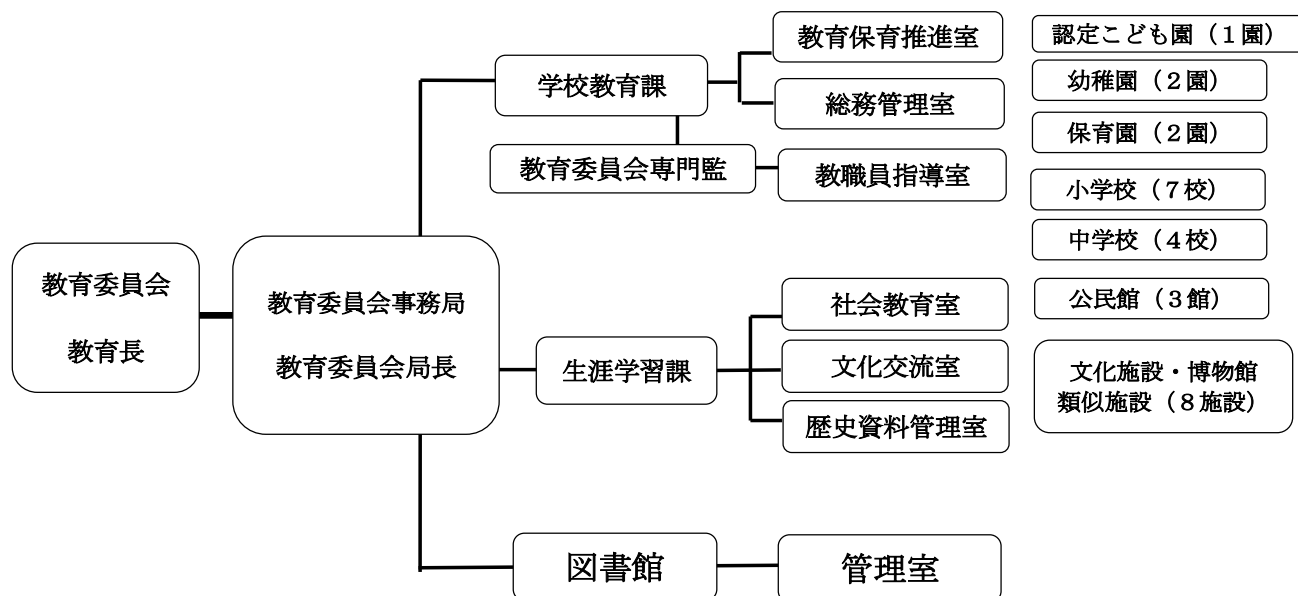 教育委員会
教育長
教育委員会事務局
教育委員会局長
学校教育課
教育委員会専門監
教育保育推進室
総務管理室
教職員指導室
生涯学習課
社会教育室
文化交流室
歴史資料管理室
図書館
管理室
認定こども園（１園）
幼稚園（２園）
保育園（２園）
小学校（７校）
中学校（４校）
公民館（３館）
文化施設・博物館
類似施設（８施設）